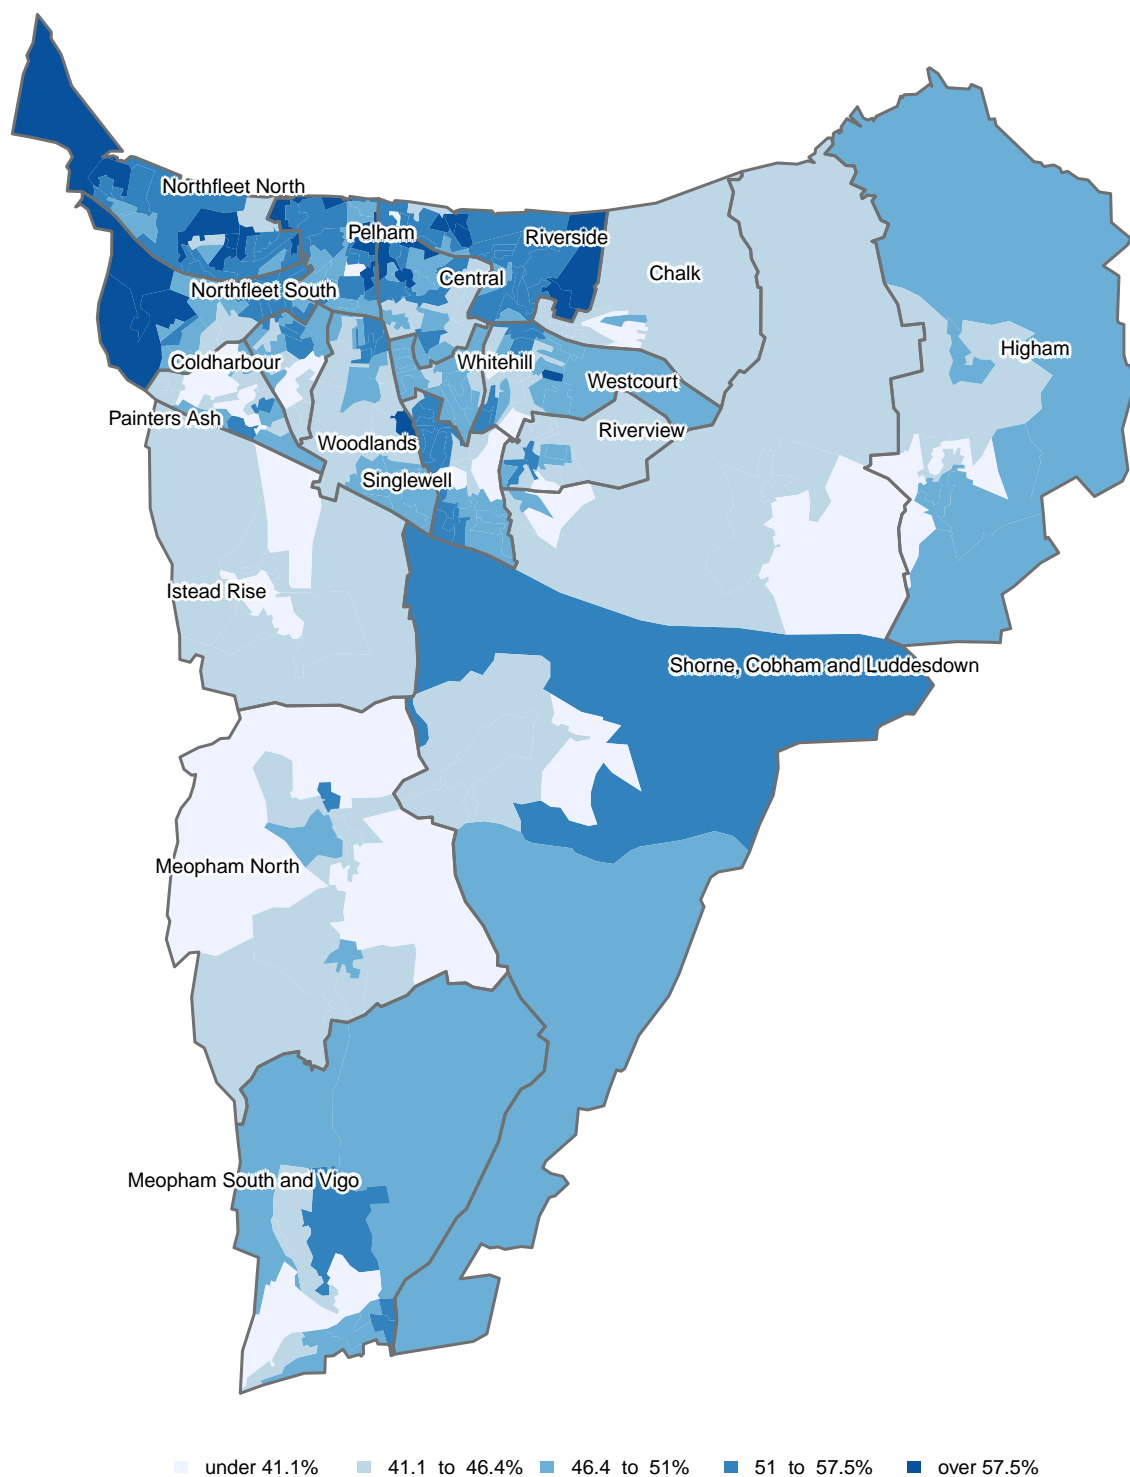 Northfleet North
Pelham
Riverside
Chalk
Central
Northfleet South
Higham
Coldharbour
Whitehill
Westcourt
Painters Ash
Riverview
Woodlands
Singlewell
Istead Rise
Shorne, Cobham and Luddesdown
Meopham North
Meopham South and Vigo
under 41.1% 41.1 to 46.4% 46.4 to 51% 51 to 57.5% over 57.5%